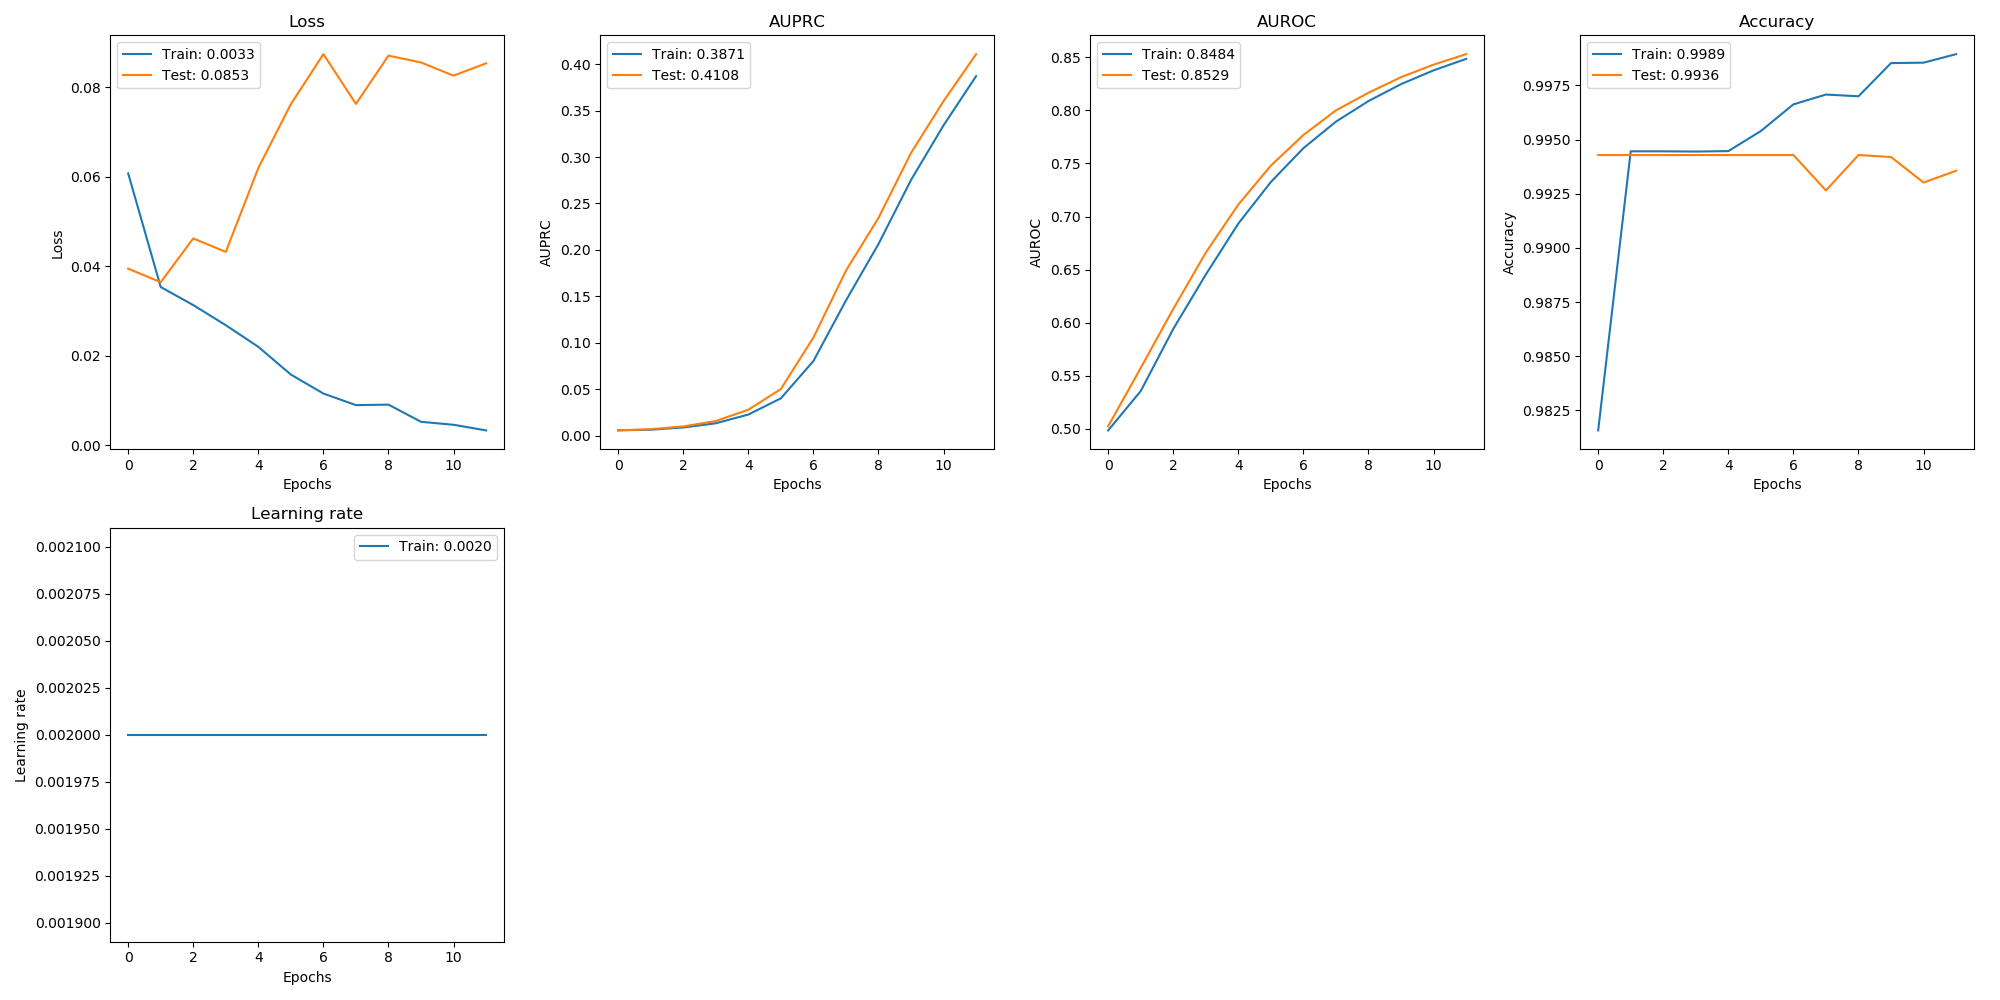 Loss
Train: 0.0033
Test: 0.0853
0.08
0.06
0.04
0.02
0.00
Loss
0 2 4 6 8 10
Epochs
AUPRC
Train: 0.3871
Test: 0.4108
0.40
0.35
0.30
0.25
0.20
0.15
0.10
0.05
0.00
AUPRC
0 2 4 6 8 10
Epochs
AUROC
Train: 0.8484
Test: 0.8529
0.85
0.80
0.75
0.70
0.65
0.60
0.55
0.50
AUROC
0 2 4 6 8 10
Epochs
Accuracy
Train: 0.9989
Test: 0.9936
0.9975
0.9950
0.9925
0.9900
0.9875
0.9850
0.9825
Accuracy
0 2 4 6 8 10
Epochs
Learning rate
Train: 0.0020
0.002100
0.002075
0.002050
0.002025
0.002000
0.001975
0.001950
0.001925
0.001900
Learning rate
0 2 4 6 8 10
Epochs